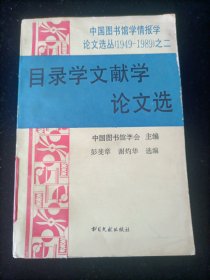 中国图书馆学情报学
论文选丛(1949-1989)之二
目录学文献学
论文选
中国图书馆学会 主编
彭斐章 谢灼华 选编
书目文献出版社